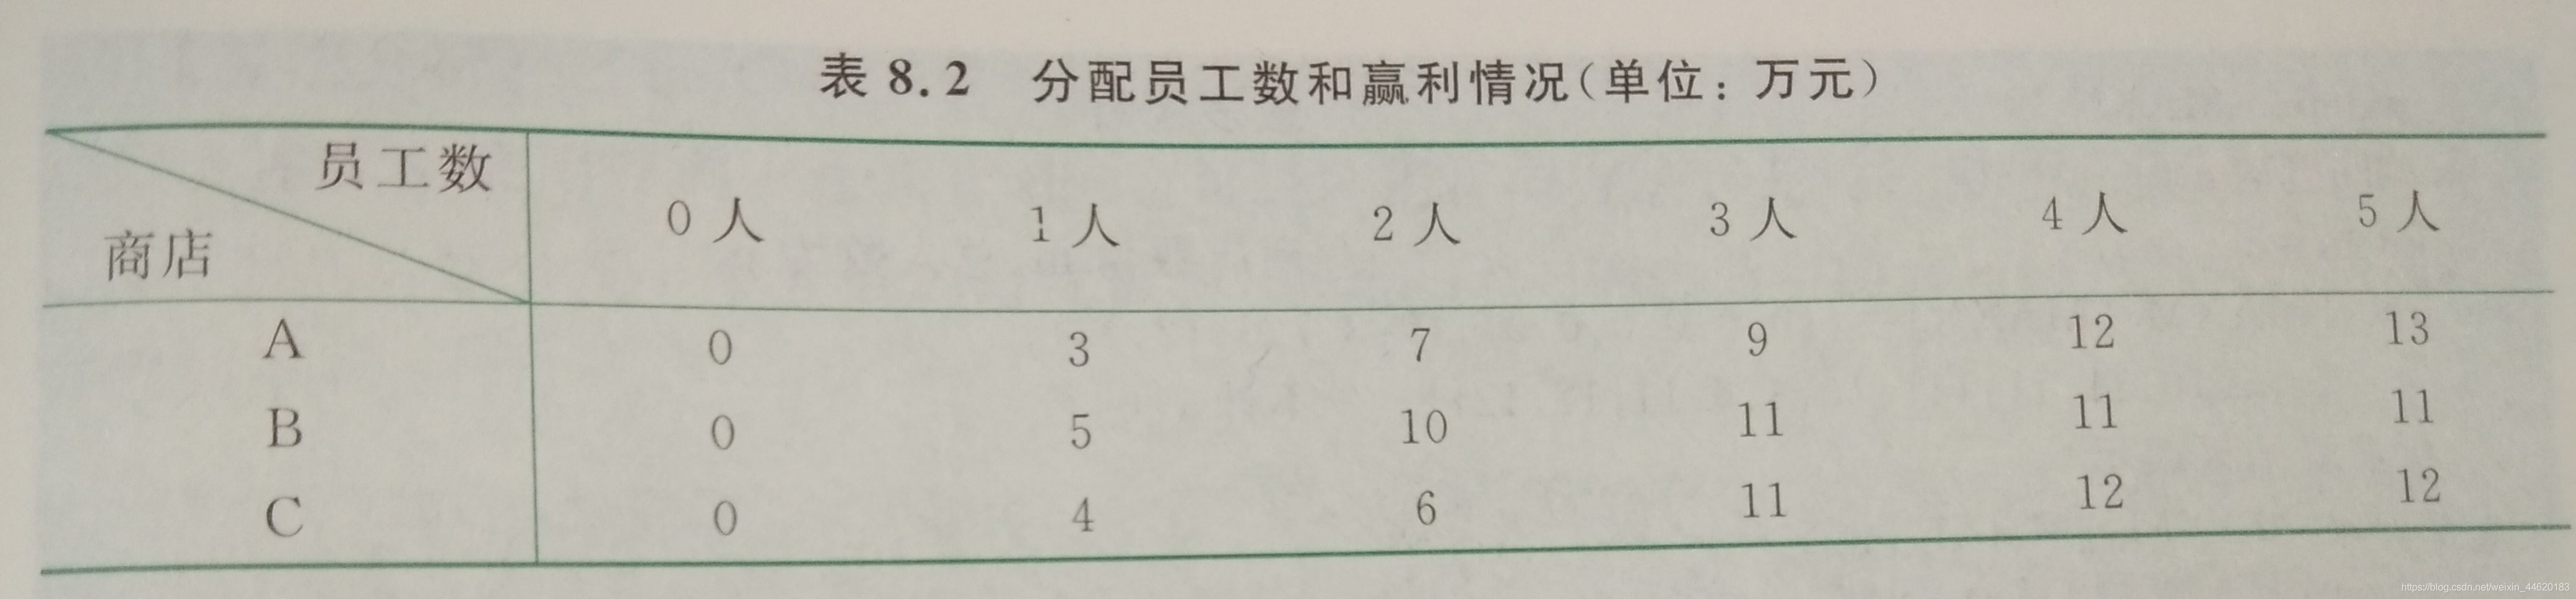 表 8.2 分配员工数和赢利情况(单位: 万元)
员工数
商店
0 人 1 人 2 人 3 人 4 人 5 人
A 0 3 7 9 12 13
B 0 5 10 11 11 11
C 0 4 6 11 12 12
https://blog.csdn.net/weixin_44620183